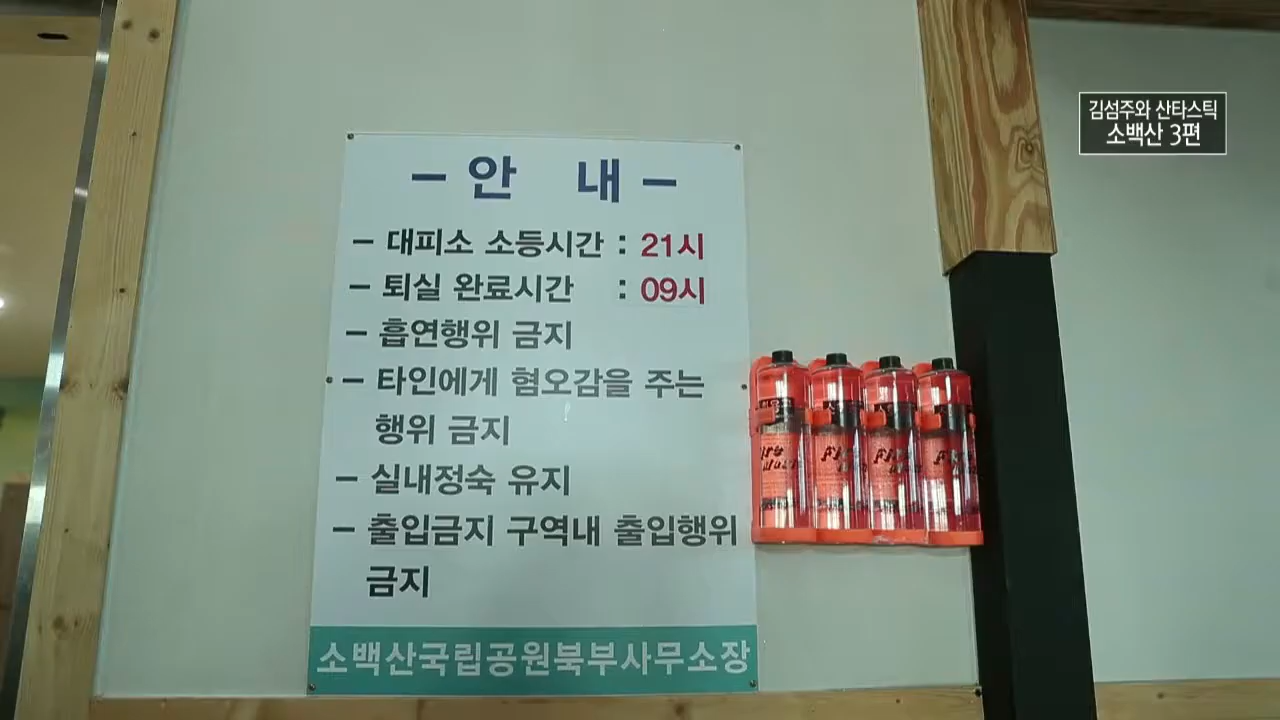 김섬주와 산타스틱
소백산 3편
– 안 내 –
– 대피소 소등시간 : 21시
– 퇴실 완료시간 : 09시
– 흡연행위 금지
– 타인에게 혐오감을 주는
행위 금지
– 실내정숙 유지
– 출입금지 구역내 출입행위
금지
소백산국립공원북부사무소장